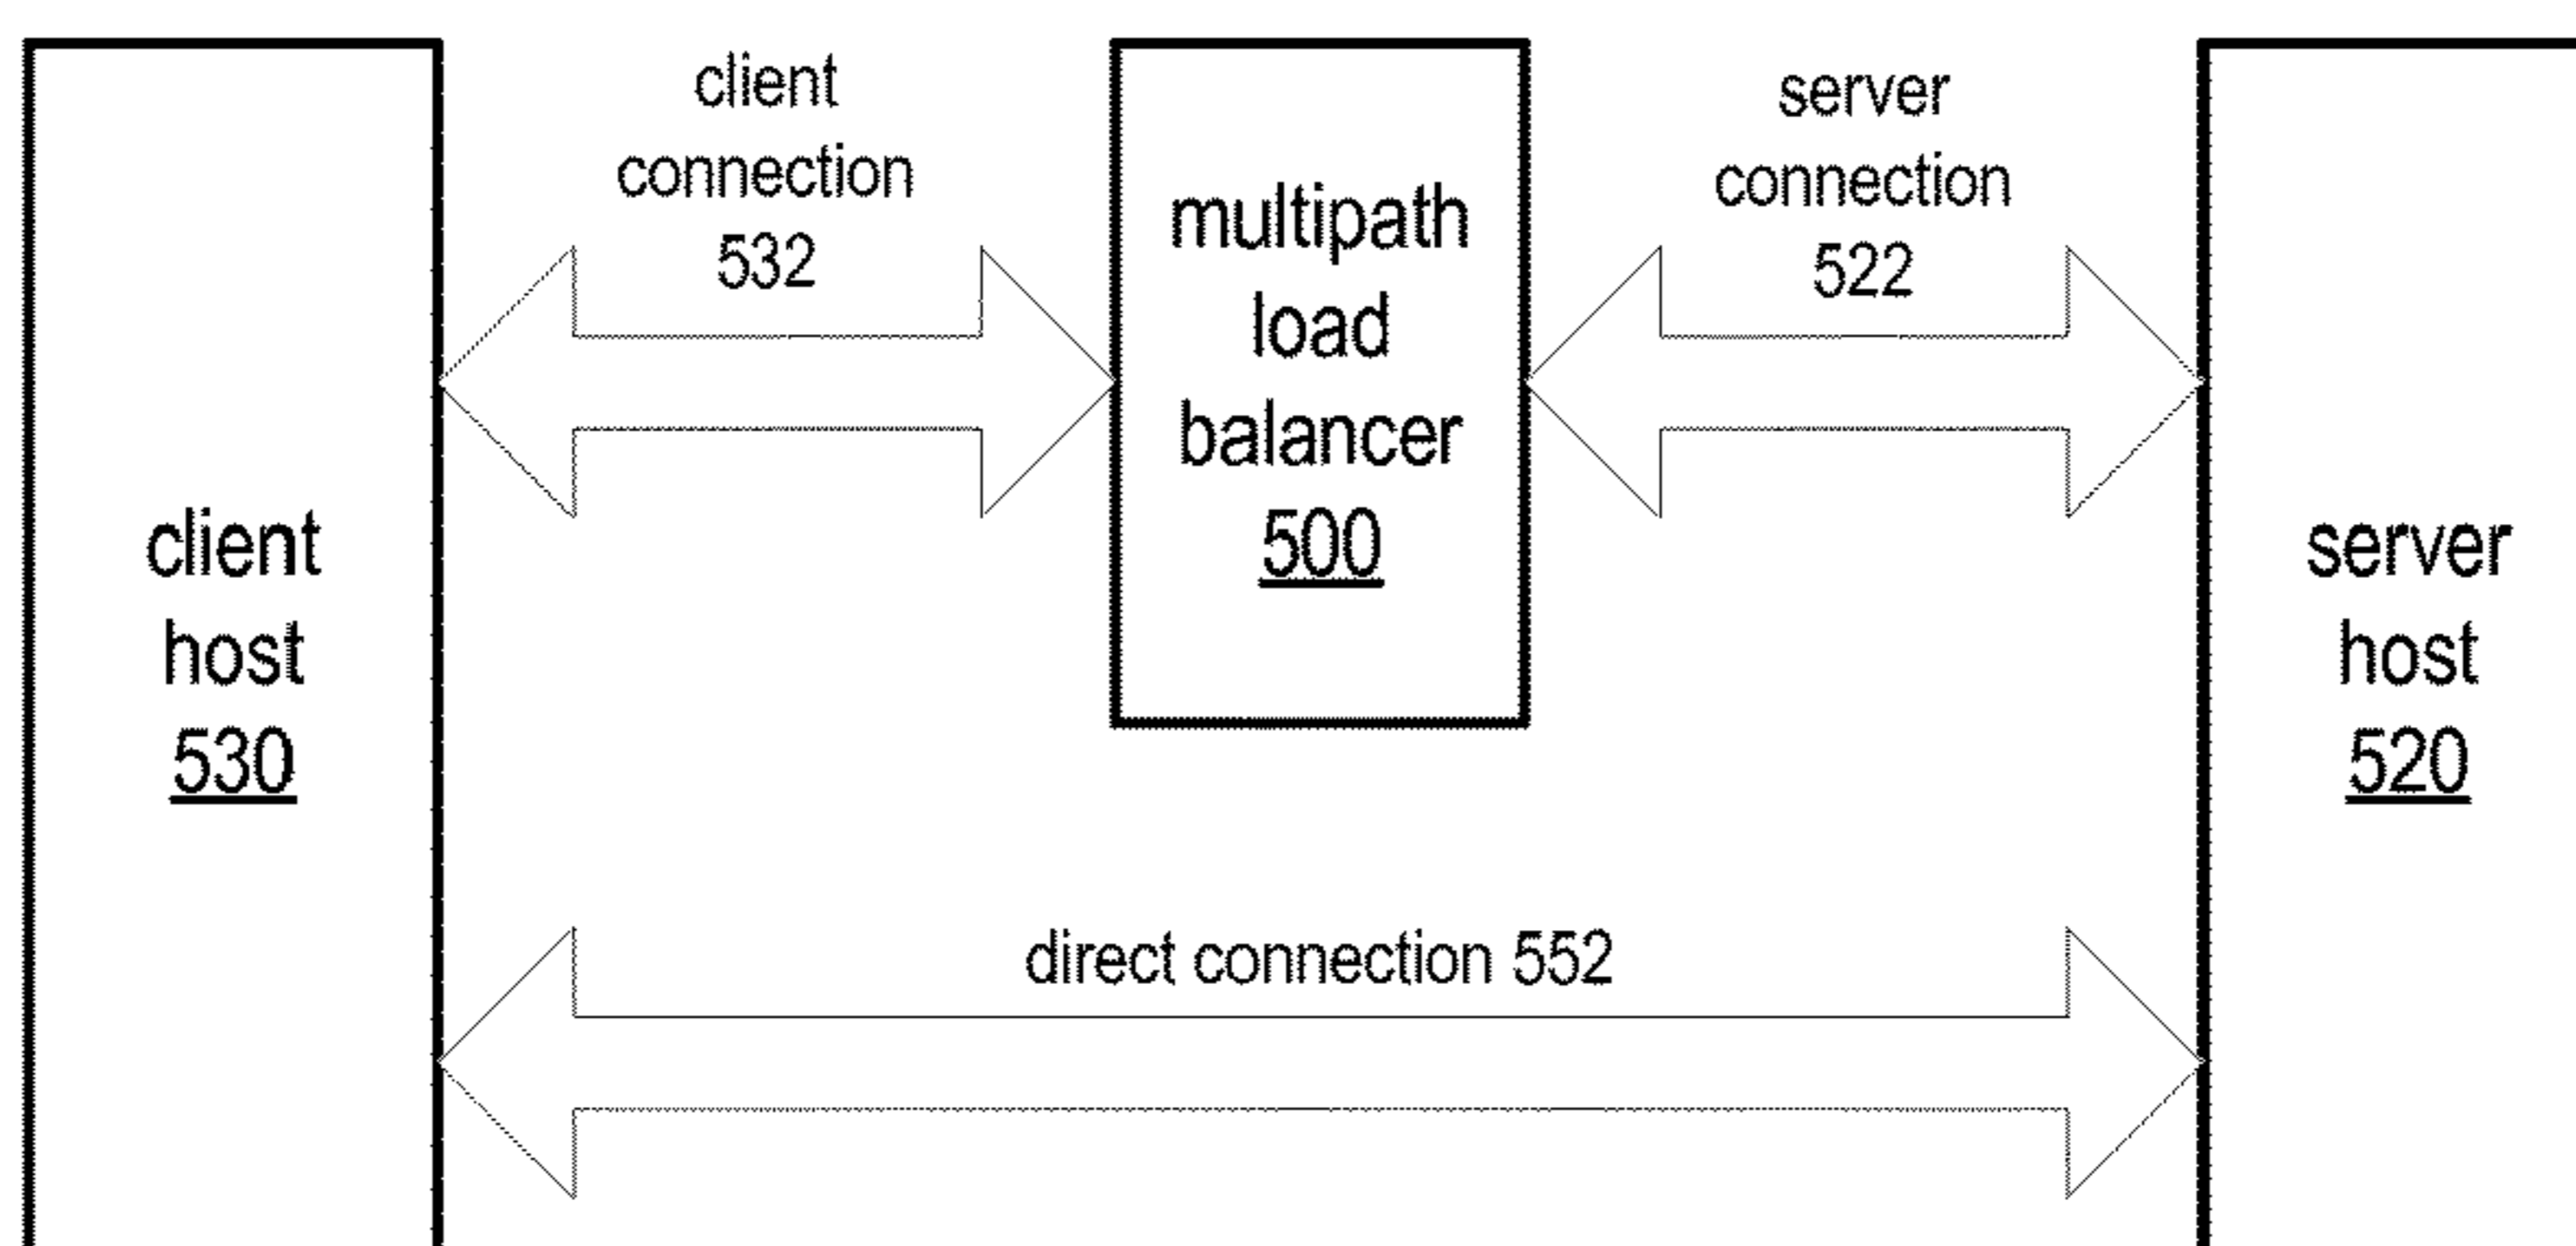 client
connection
532
server
connection
522
multipath
load
balancer
500
client
host
530
server
host
520
direct connection 552